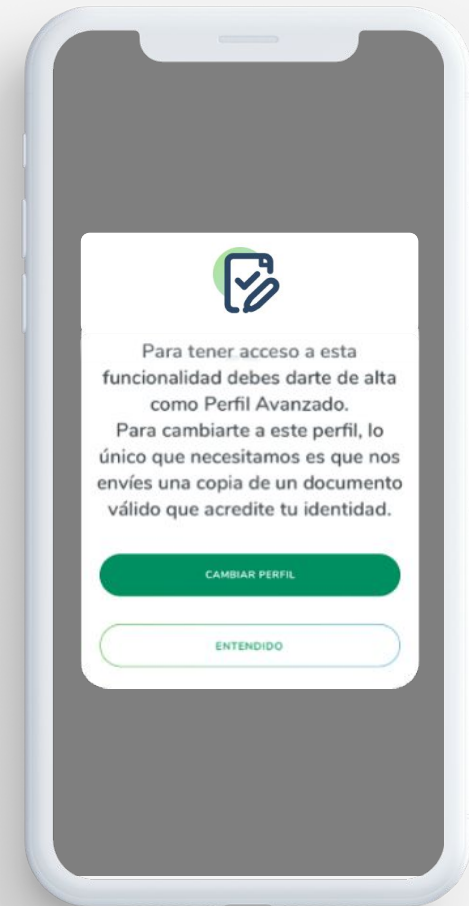 Para tener acceso a esta
funcionalidad debes darte de alta
como Perfil Avanzado.
Para cambiarte a este perfil, lo
único que necesitamos es que nos
envíes una copia de un documento
válido que acredite tu identidad.
CAMBIAR PERFIL
ENTENDIDO